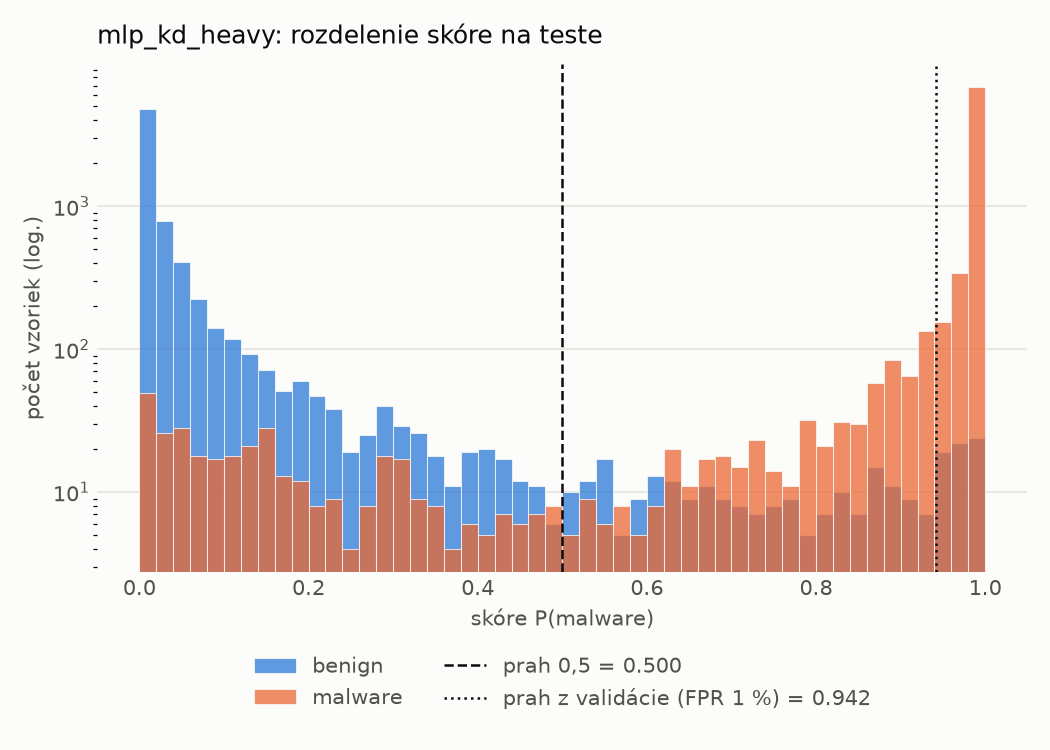 mlp_kd_heavy: rozdelenie skóre na teste
počet vzoriek (log.)
10³
10²
10¹
0.0 0.2 0.4 0.6 0.8 1.0
skóre P(malware)
benign
malware
prah 0,5 = 0.500
prah z validácie (FPR 1 %) = 0.942